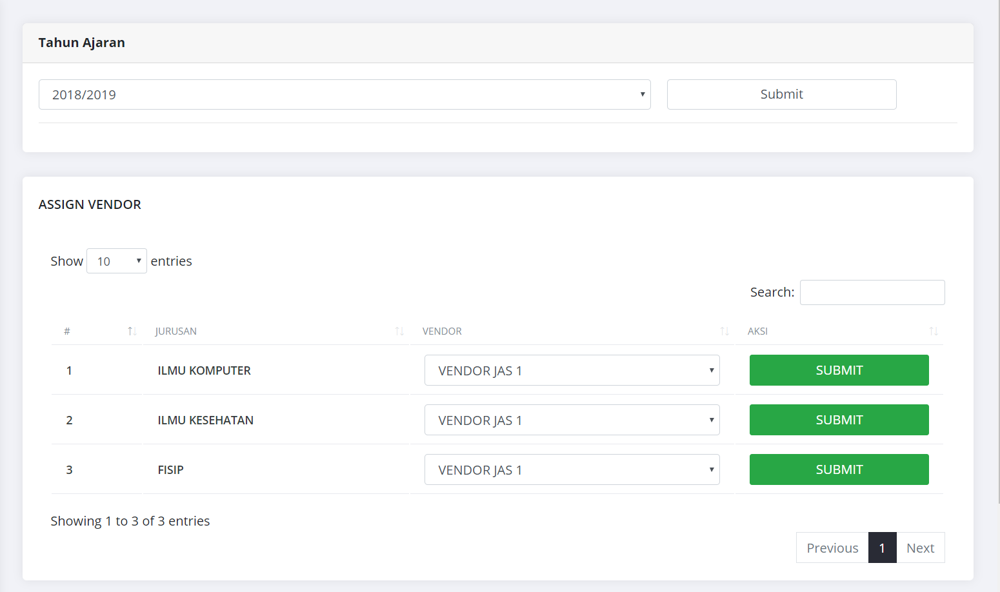 Tahun Ajaran
2018/2019 Submit
ASSIGN VENDOR
Show 10 entries
Search:
# JURUSAN VENDOR AKSI
1 ILMU KOMPUTER VENDOR JAS 1 SUBMIT
2 ILMU KESEHATAN VENDOR JAS 1 SUBMIT
3 FISIP VENDOR JAS 1 SUBMIT
Showing 1 to 3 of 3 entries
Previous 1 Next